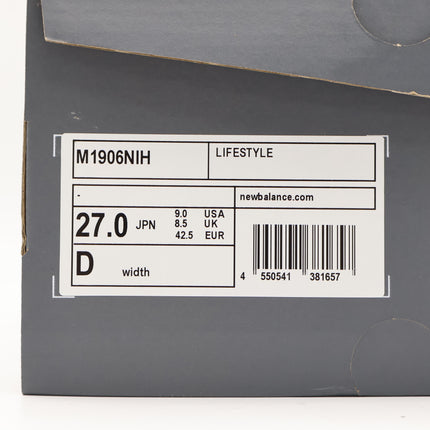 M1906NIH LIFESTYLE
- newbalance.com
27.0 JPN 9.0 USA
8.5 UK
42.5 EUR
D width
4 550541 381657